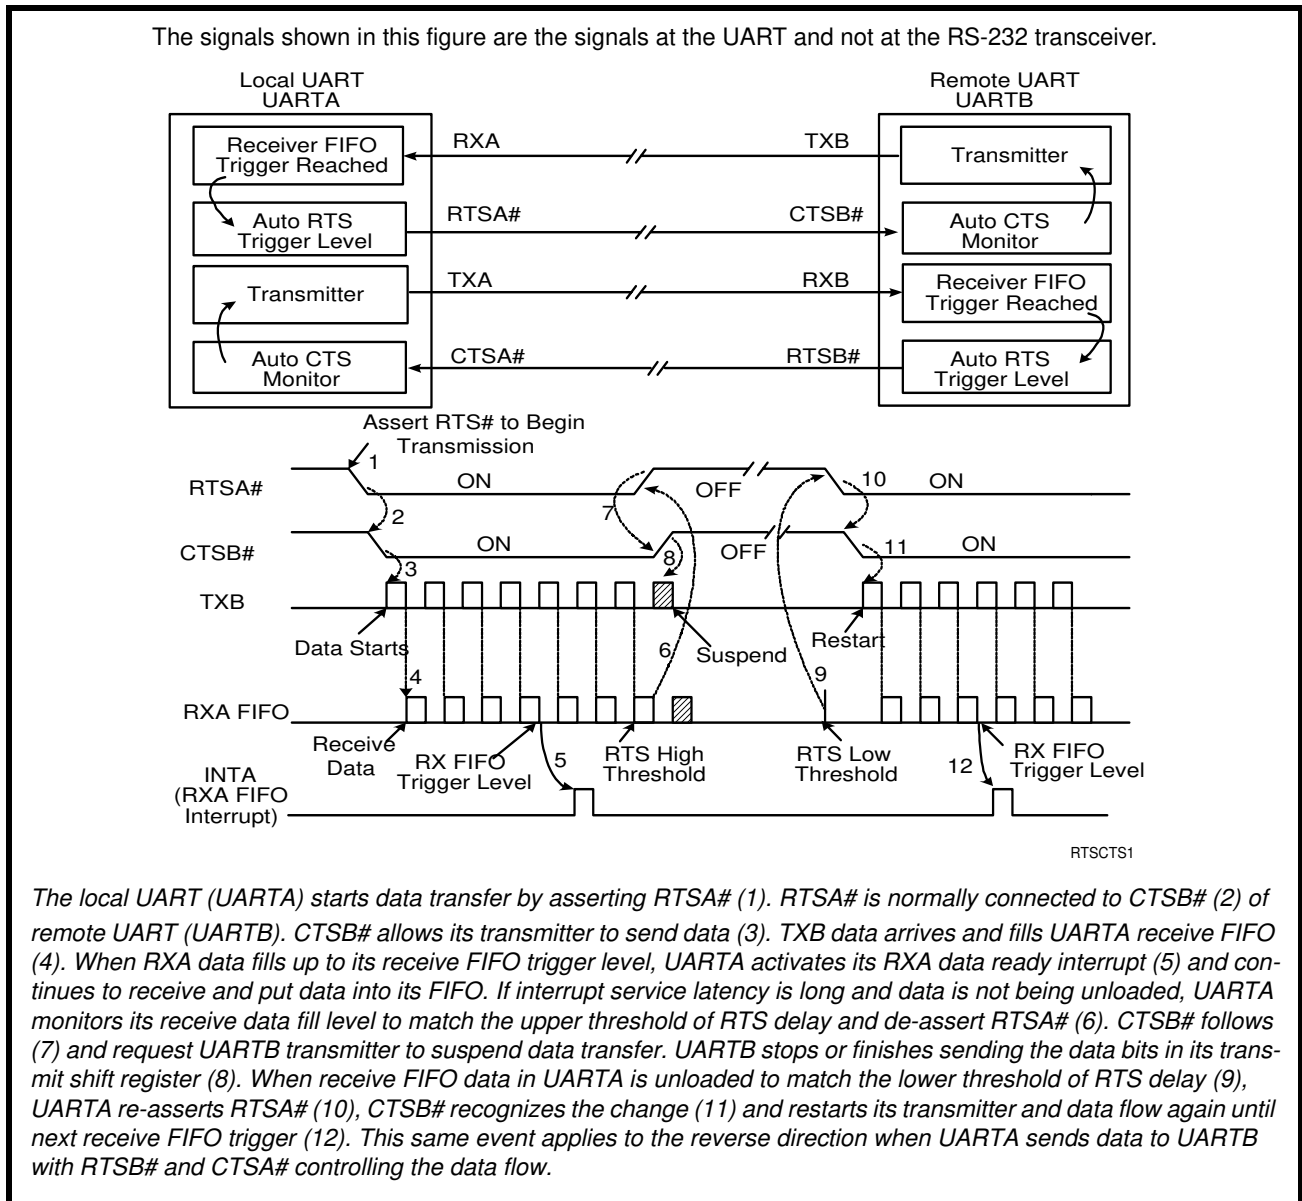 The signals shown in this figure are the signals at the UART and not at the RS-232 transceiver.
Local UART
UARTA
Remote UART
UARTB
Receiver FIFO
Trigger Reached
RXA
TXB
Transmitter
Auto RTS
Trigger Level
RTSA#
CTSB#
Auto CTS
Monitor
Transmitter
TXA
RXB
Receiver FIFO
Trigger Reached
Auto CTS
Monitor
CTSA#
RTSB#
Auto RTS
Trigger Level
Assert RTS# to Begin
Transmission
1
RTSA#
ON
OFF
10
ON
2
7
CTSB#
ON
OFF
11
ON
3
8
TXB
Data Starts
6
Suspend
Restart
4
9
RXA FIFO
Receive
Data
RX FIFO
Trigger Level
5
RTS High
Threshold
RTS Low
Threshold
12
RX FIFO
Trigger Level
INTA
(RXA FIFO
Interrupt)
RTSCTS1
The local UART (UARTA) starts data transfer by asserting RTSA# (1). RTSA# is normally connected to CTSB# (2) of
remote UART (UARTB). CTSB# allows its transmitter to send data (3). TXB data arrives and fills UARTA receive FIFO
(4). When RXA data fills up to its receive FIFO trigger level, UARTA activates its RXA data ready interrupt (5) and con-
tinues to receive and put data into its FIFO. If interrupt service latency is long and data is not being unloaded, UARTA
monitors its receive data fill level to match the upper threshold of RTS delay and de-assert RTSA# (6). CTSB# follows
(7) and request UARTB transmitter to suspend data transfer. UARTB stops or finishes sending the data bits in its trans-
mit shift register (8). When receive FIFO data in UARTA is unloaded to match the lower threshold of RTS delay (9),
UARTA re-asserts RTSA# (10), CTSB# recognizes the change (11) and restarts its transmitter and data flow again until
next receive FIFO trigger (12). This same event applies to the reverse direction when UARTA sends data to UARTB
with RTSB# and CTSA# controlling the data flow.